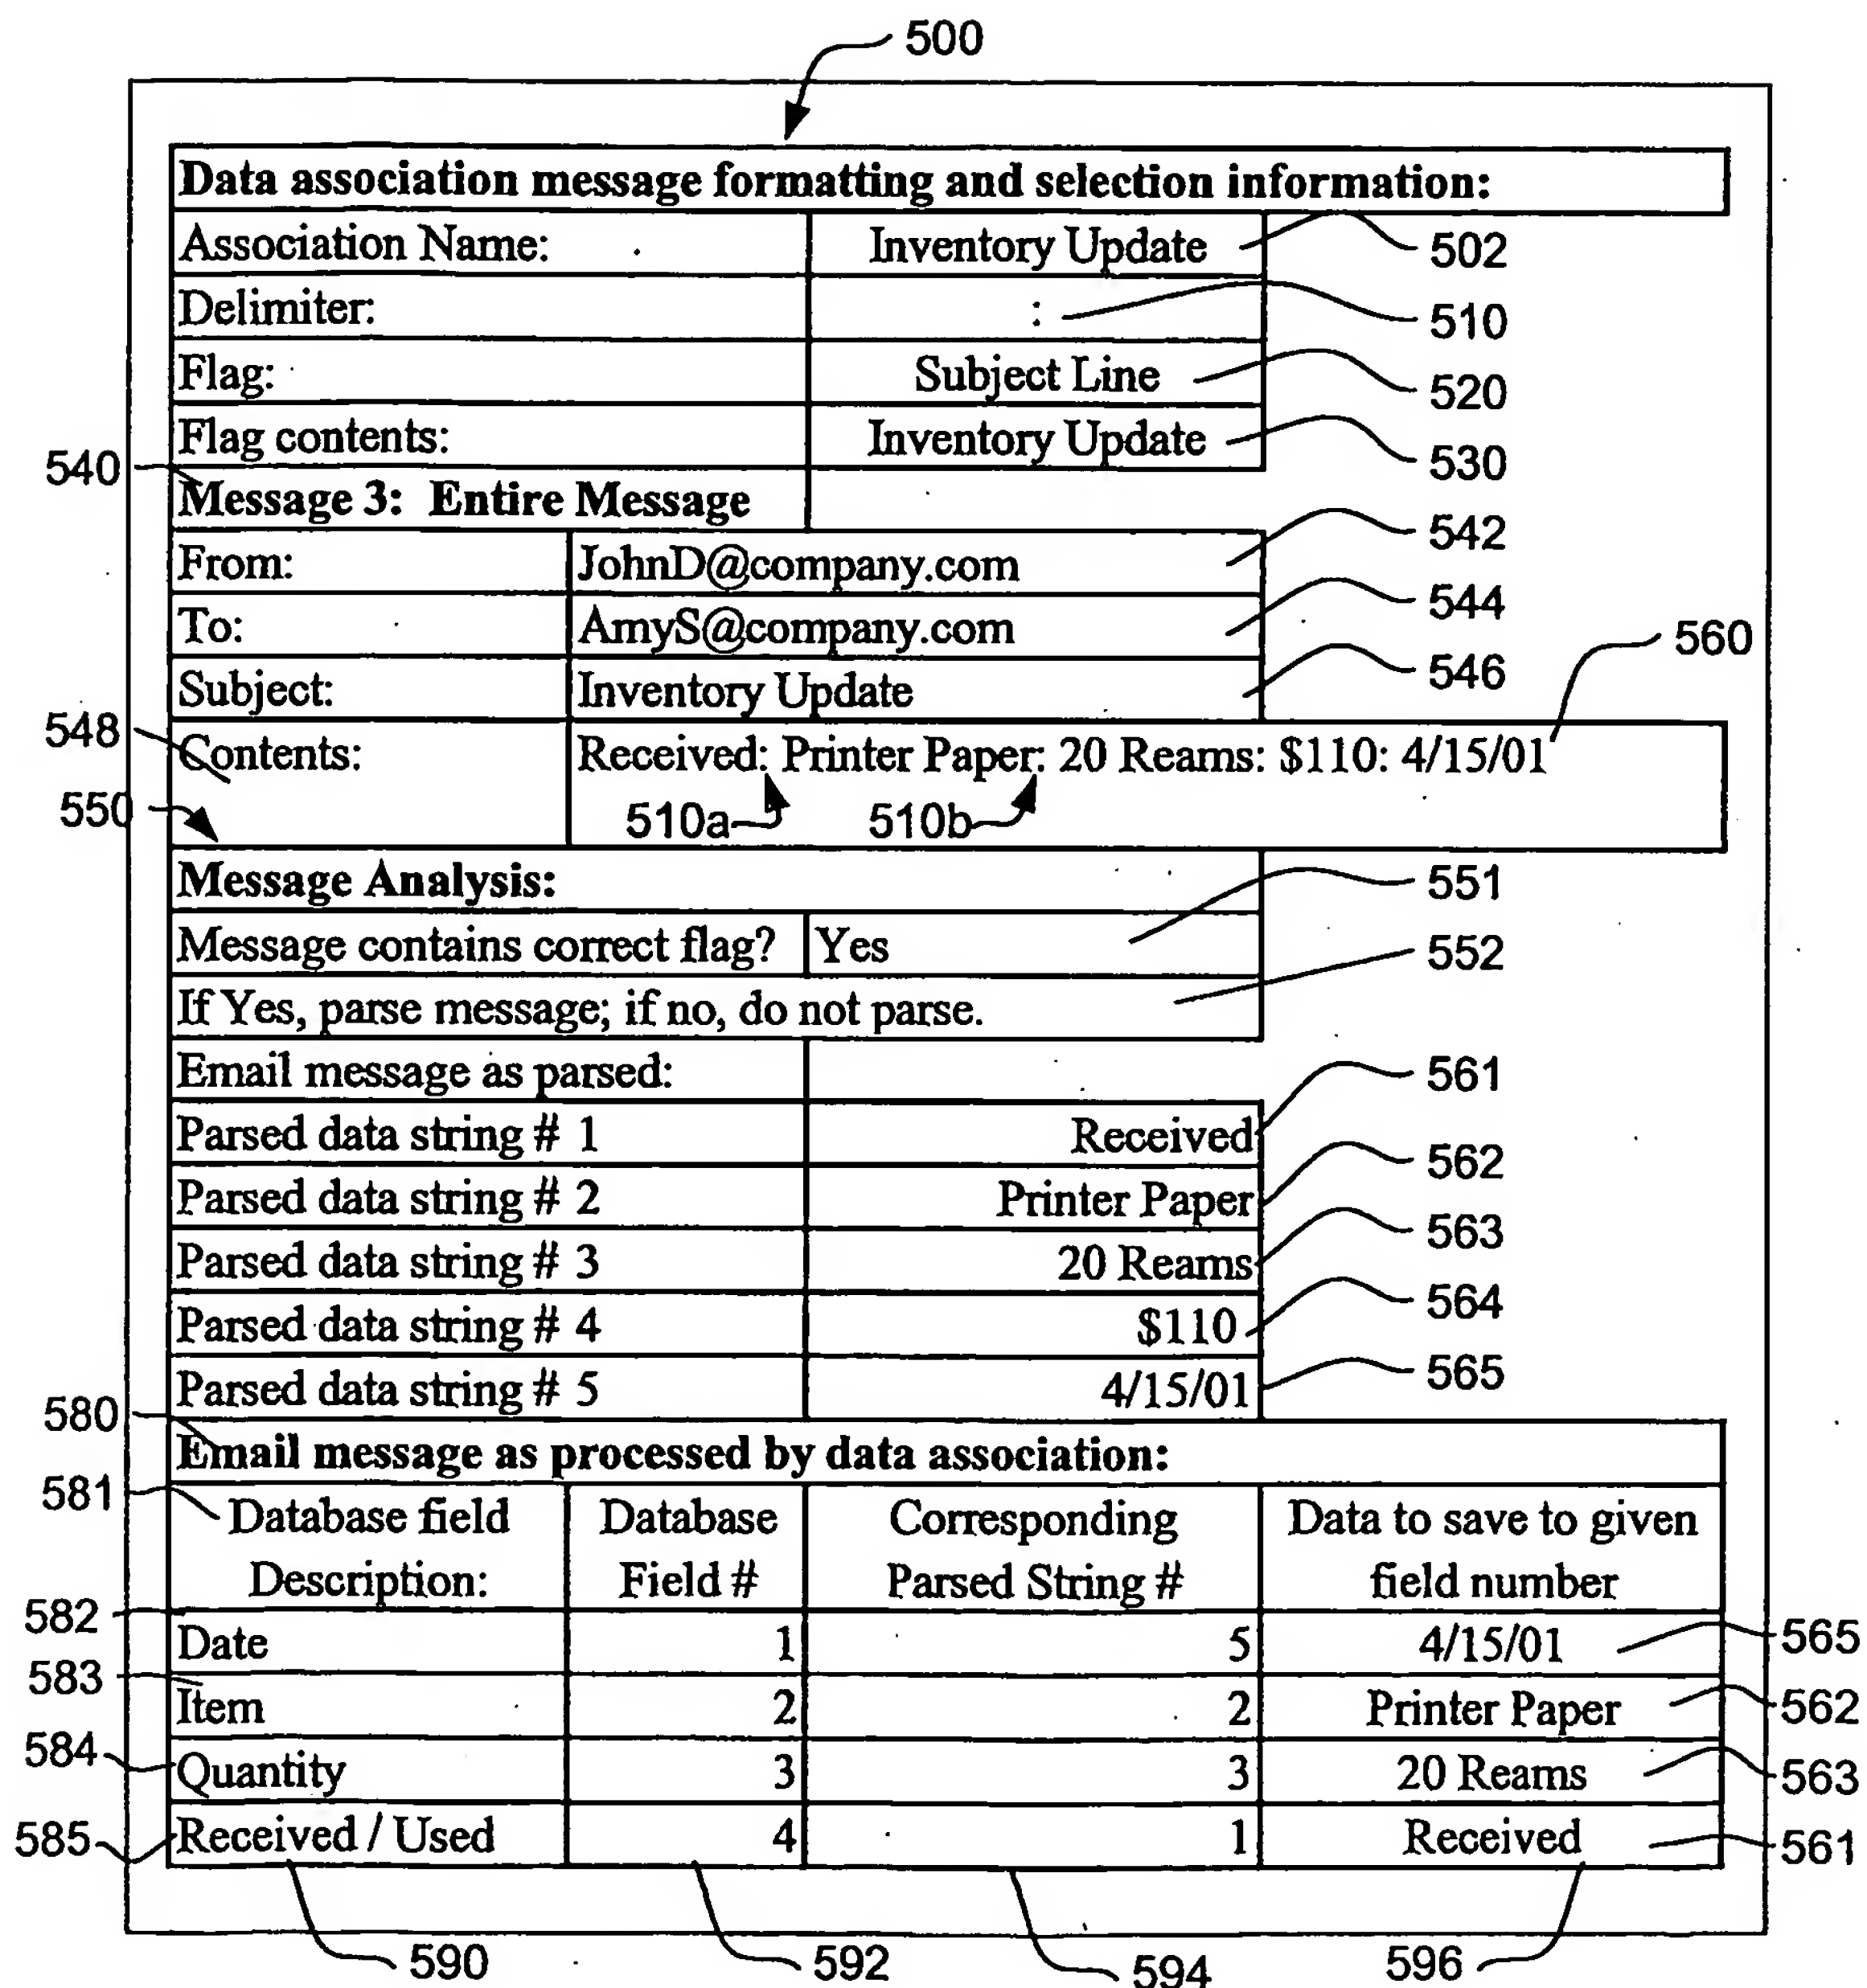 500
Data association message formatting and selection information:
Association Name: Inventory Update 502
Delimiter: : 510
Flag: Subject Line 520
Flag contents: Inventory Update 530
540
Message 3: Entire Message
From: JohnD@company.com 542
To: AmyS@company.com 544
Subject: Inventory Update 546
560
548
Contents: Received: Printer Paper: 20 Reams: $110: 4/15/01
550 510a 510b
Message Analysis:
551
Message contains correct flag? Yes
552
If Yes, parse message; if no, do not parse.
Email message as parsed:
561
Parsed data string # 1 Received
562
Parsed data string # 2 Printer Paper
563
Parsed data string # 3 20 Reams
564
Parsed data string # 4 $110
565
Parsed data string # 5 4/15/01
580
Email message as processed by data association:
581
Database field Database Corresponding Data to save to given
Description: Field # Parsed String # field number
582
Date 1 5 4/15/01 565
583
Item 2 2 Printer Paper 562
584
Quantity 3 3 20 Reams 563
585 Received / Used 4 1 Received 561
590 592 594 596